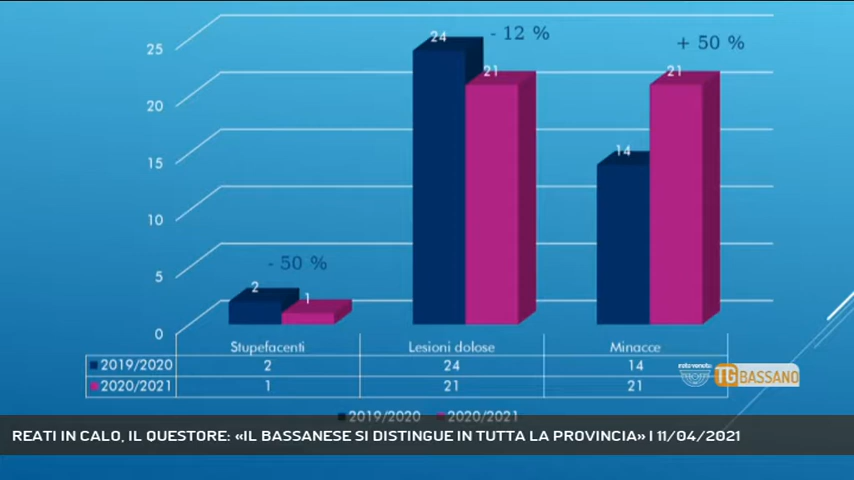 25
20
15
10
5
0
2
1
- 50 %
24
21
- 12 %
14
21
+ 50 %
Stupefacenti Lesioni dolose Minacce
2019/2020 2 24 14
2020/2021 1 21 21
2019/2020 2020/2021
rete veneta
TG BASSANO
REATI IN CALO, IL QUESTORE: «IL BASSANESE SI DISTINGUE IN TUTTA LA PROVINCIA» | 11/04/2021